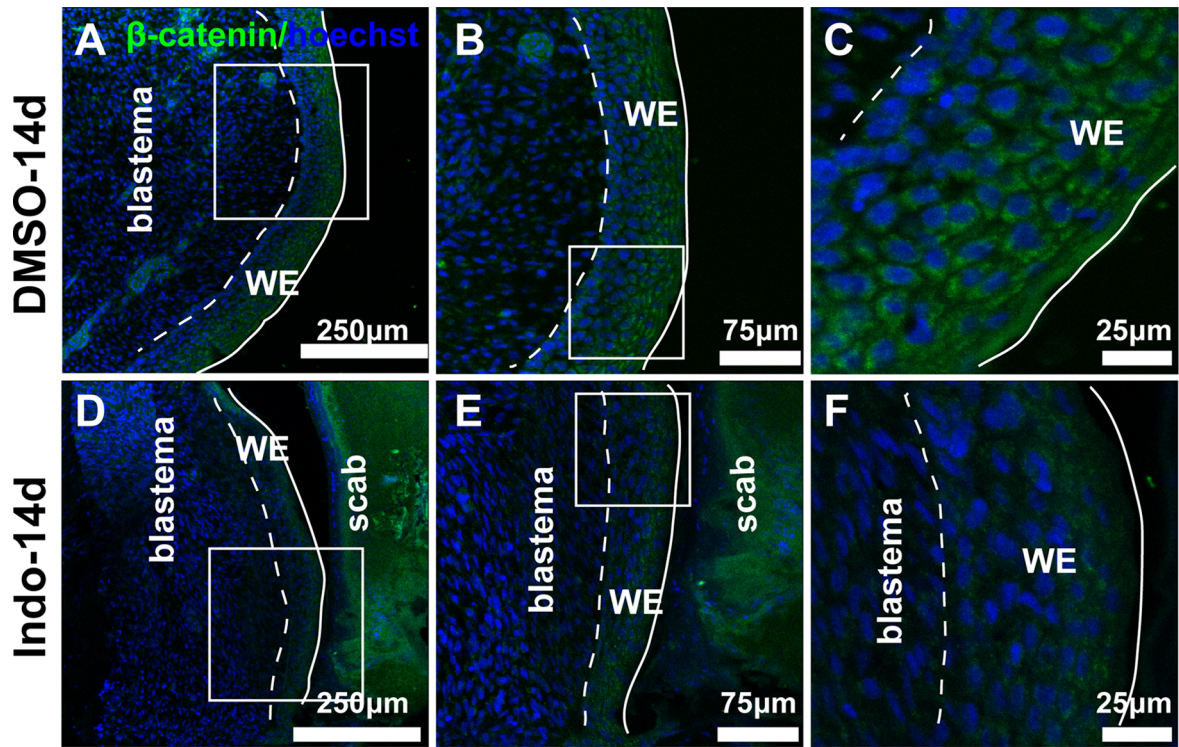 DMSO-14d
A
β-catenin/hoechst
blastema
WE
250µm
B
WE
75µm
C
WE
25µm
Indo-14d
D
blastema
WE
scab
250µm
E
blastema
WE
scab
75µm
F
blastema
WE
25µm